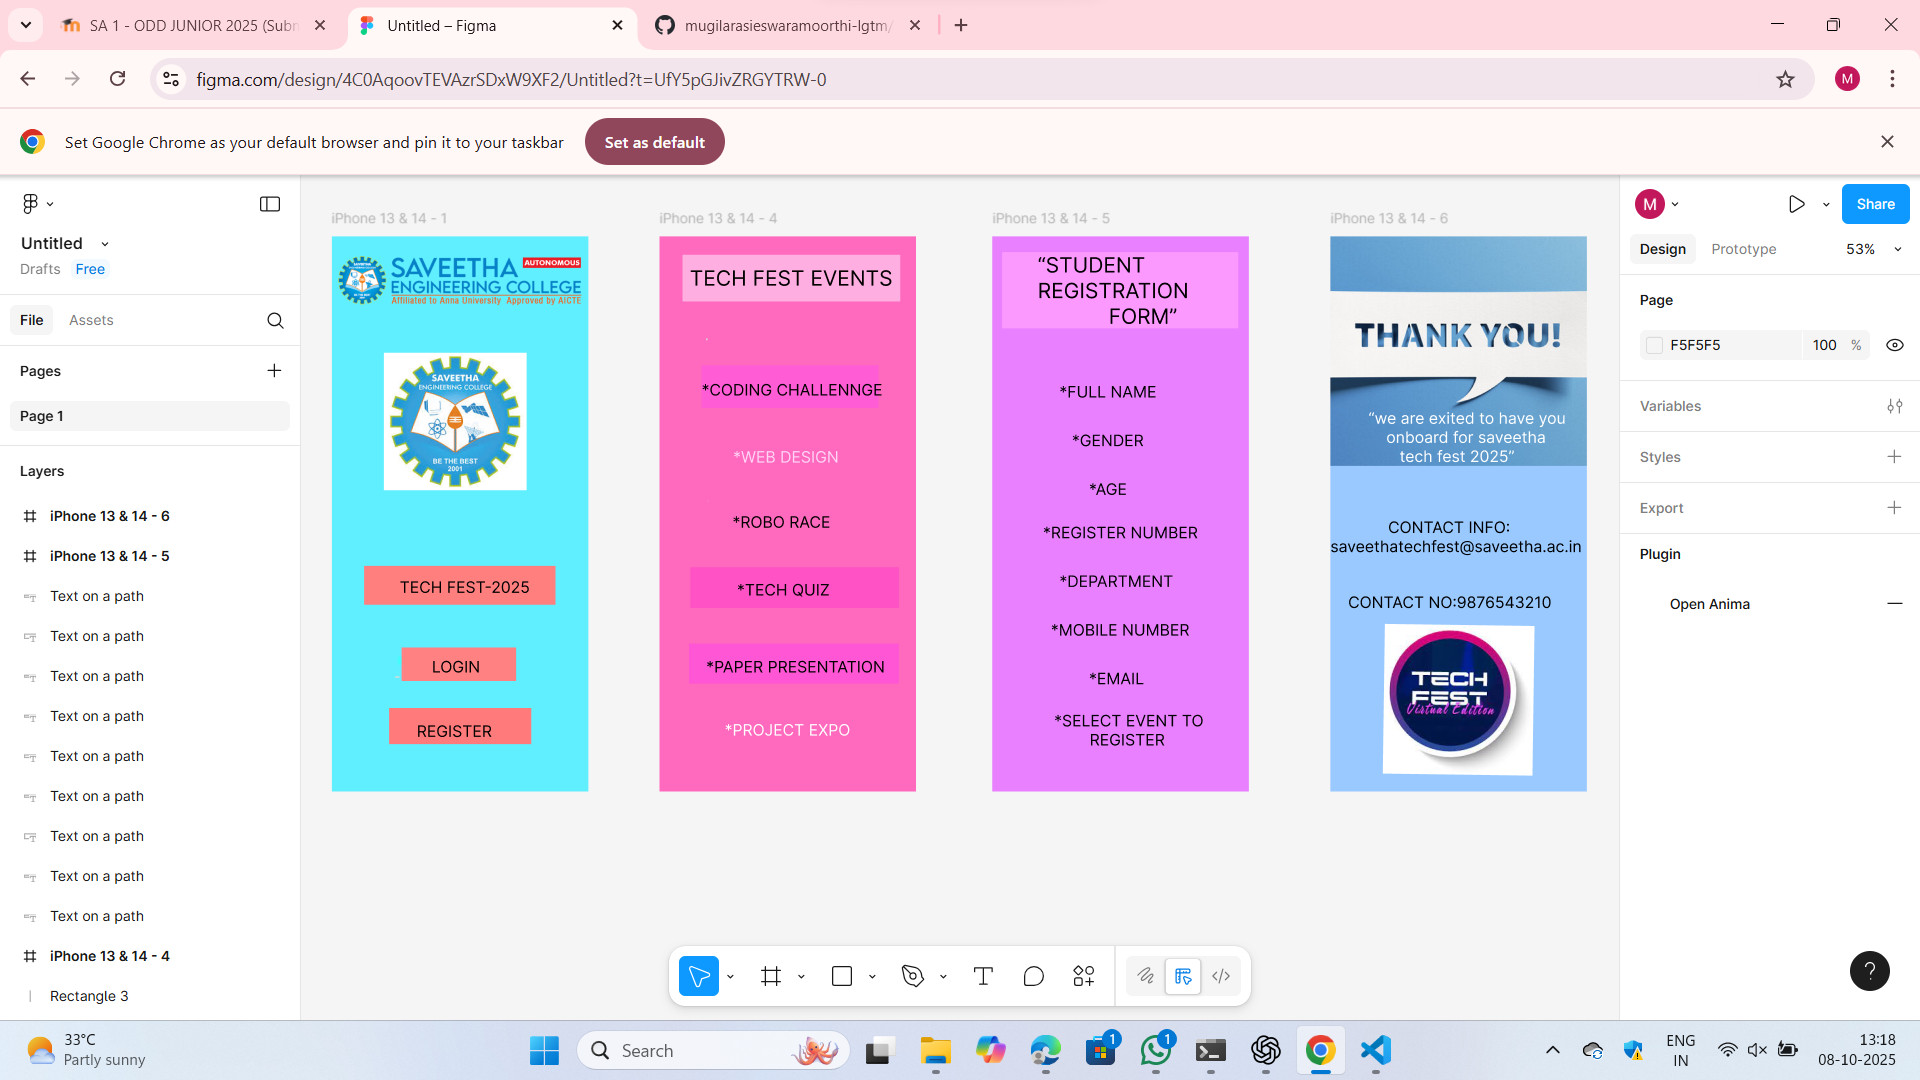 SA 1 - ODD JUNIOR 2025 (Subm
Untitled – Figma
mugilarasieswaramoorthi-lgtm/
figma.com/design/4C0AqoovTEVAzrSDxW9XF2/Untitled?t=UfY5pGJivZRGYTRW-0
M
Set Google Chrome as your default browser and pin it to your taskbar
Set as default
Untitled
Drafts Free
File Assets
Pages
Page 1
Layers
iPhone 13 & 14 - 6
iPhone 13 & 14 - 5
Text on a path
Text on a path
Text on a path
Text on a path
Text on a path
Text on a path
Text on a path
Text on a path
Text on a path
iPhone 13 & 14 - 4
Rectangle 3
iPhone 13 & 14 - 1
SAVEETHA
AUTONOMOUS
ENGINEERING COLLEGE
Affiliated to Anna University Approved by AICTE
SAVEETHA
ENGINEERING COLLEGE
BE THE BEST
2001
TECH FEST-2025
LOGIN
REGISTER
iPhone 13 & 14 - 4
TECH FEST EVENTS
*CODING CHALLENNGE
*WEB DESIGN
*ROBO RACE
*TECH QUIZ
*PAPER PRESENTATION
*PROJECT EXPO
iPhone 13 & 14 - 5
“STUDENT
REGISTRATION
FORM”
*FULL NAME
*GENDER
*AGE
*REGISTER NUMBER
*DEPARTMENT
*MOBILE NUMBER
*EMAIL
*SELECT EVENT TO
REGISTER
iPhone 13 & 14 - 6
THANK YOU!
“we are exited to have you
onboard for saveetha
tech fest 2025”
CONTACT INFO:
saveethatechfest@saveetha.ac.in
CONTACT NO:9876543210
TECH
FEST
Virtual Edition
M
Share
Design Prototype 53%
Page
F5F5F5 100 %
Variables
Styles
Export
Plugin
Open Anima
?
33°C
Partly sunny
Search
1
1
ENG
IN
13:18
08-10-2025